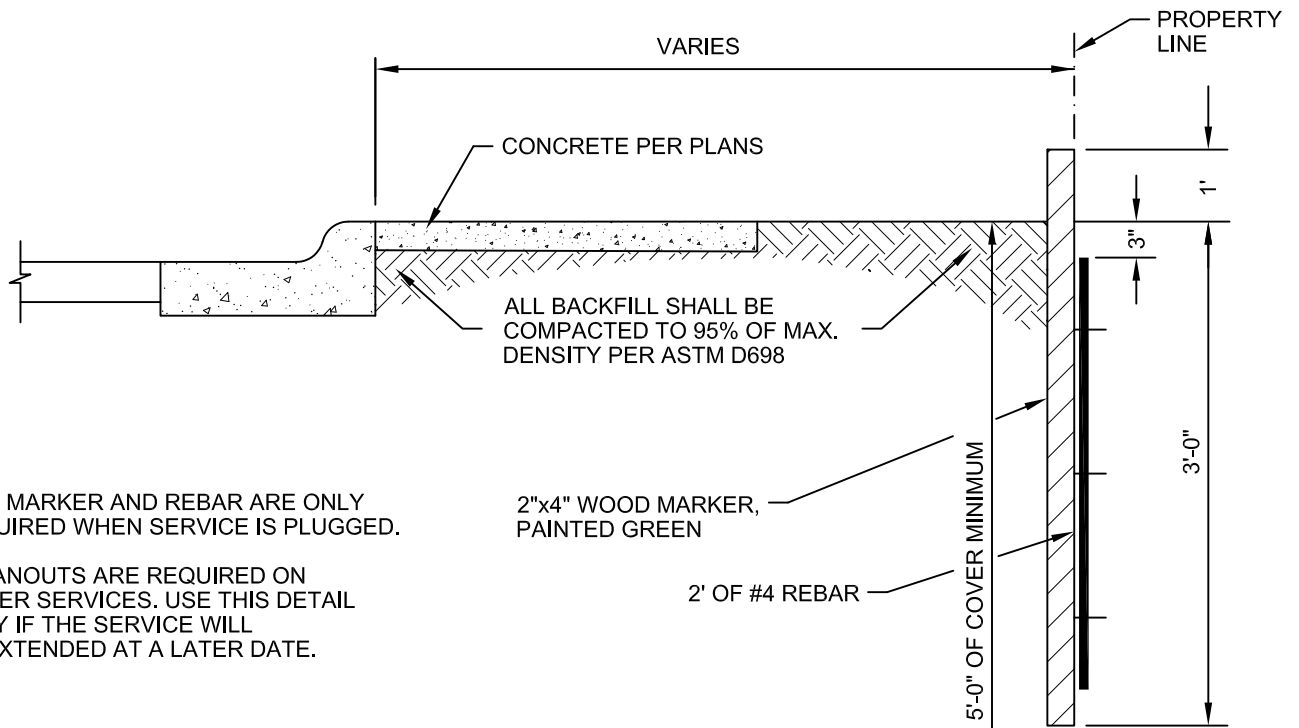 PROPERTY
LINE
VARIES
CONCRETE PER PLANS
1'
3"
ALL BACKFILL SHALL BE
COMPACTED TO 95% OF MAX.
DENSITY PER ASTM D698
3'-0"
MARKER AND REBAR ARE ONLY
WHEN SERVICE IS PLUGGED.
ARE REQUIRED ON
SERVICES. USE THIS DETAIL
IF THE SERVICE WILL
AT A LATER DATE.
2"x4" WOOD MARKER,
PAINTED GREEN
2' OF #4 REBAR
5'-0" OF COVER MINIMUM